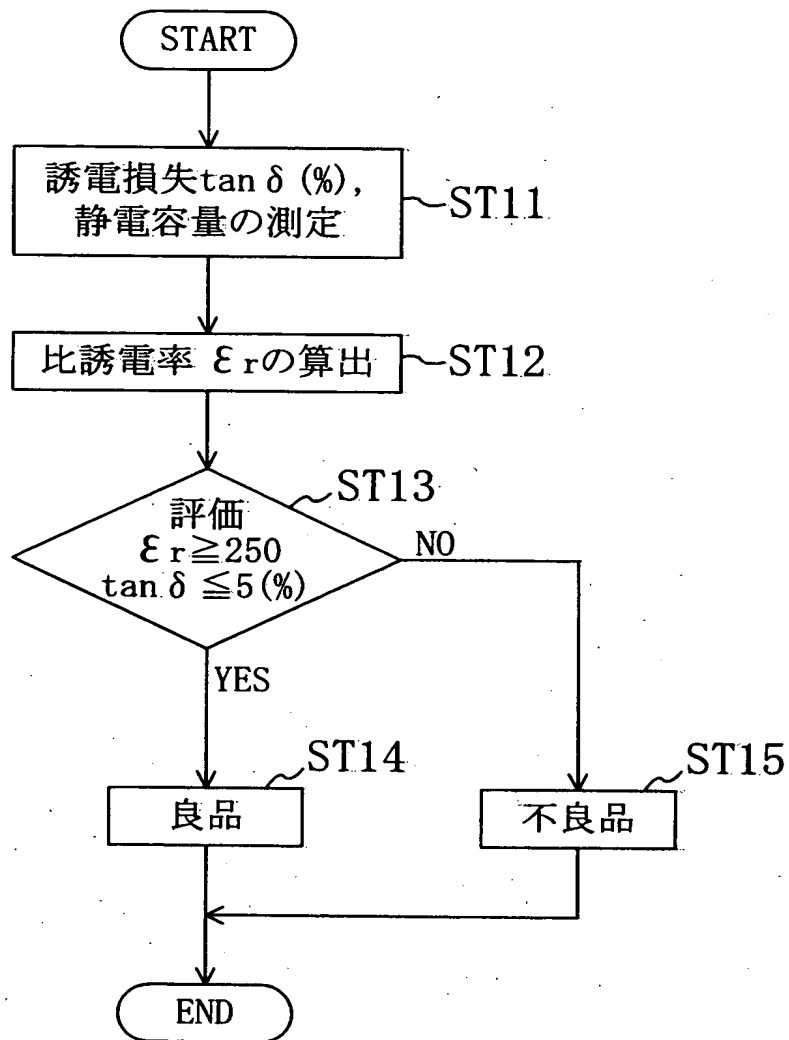 START
誘電損失tan δ (%),
静電容量の測定
ST11
比誘電率 εrの算出
ST12
ST13
評価
εr≧250
tan δ ≦5(%)
NO
YES
ST14
良品
ST15
不良品
END